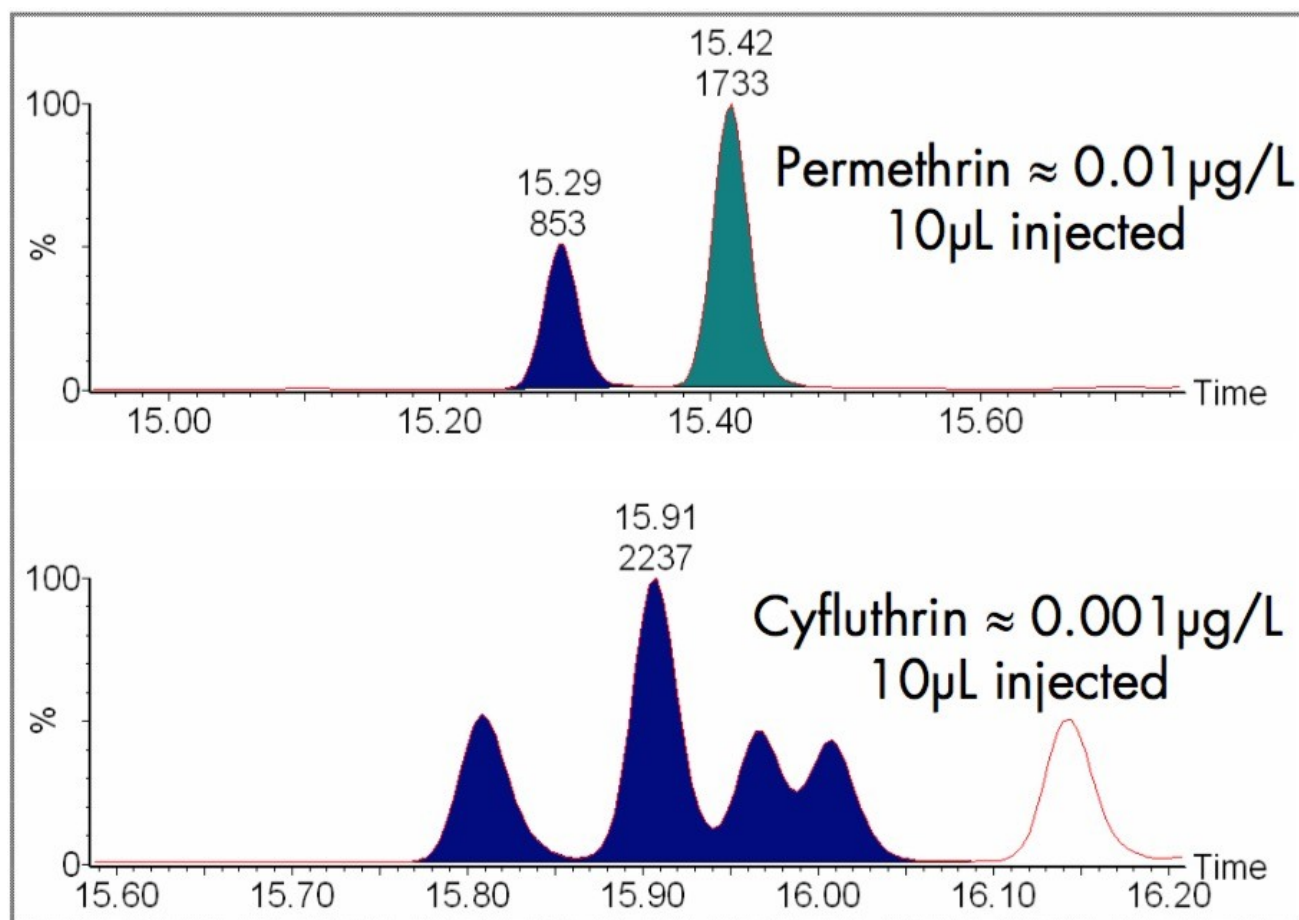 15.42
1733
100
Permethrin ≈ 0.01µg/L
15.29
853
10µL injected
%
0
Time
15.00 15.20 15.40 15.60
15.91
2237
100
Cyfluthrin ≈ 0.001µg/L
10µL injected
%
0
Time
15.60 15.70 15.80 15.90 16.00 16.10 16.20